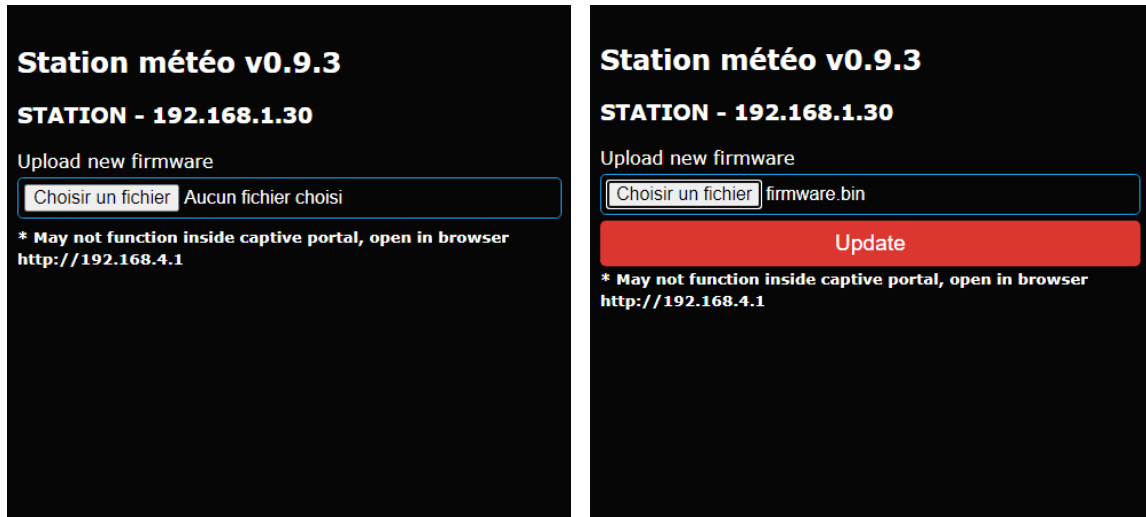 Station météo v0.9.3
STATION - 192.168.1.30
Upload new firmware
Choisir un fichier Aucun fichier choisi
* May not function inside captive portal, open in browser
http://192.168.4.1
Station météo v0.9.3
STATION - 192.168.1.30
Upload new firmware
Choisir un fichier firmware.bin
Update
* May not function inside captive portal, open in browser
http://192.168.4.1